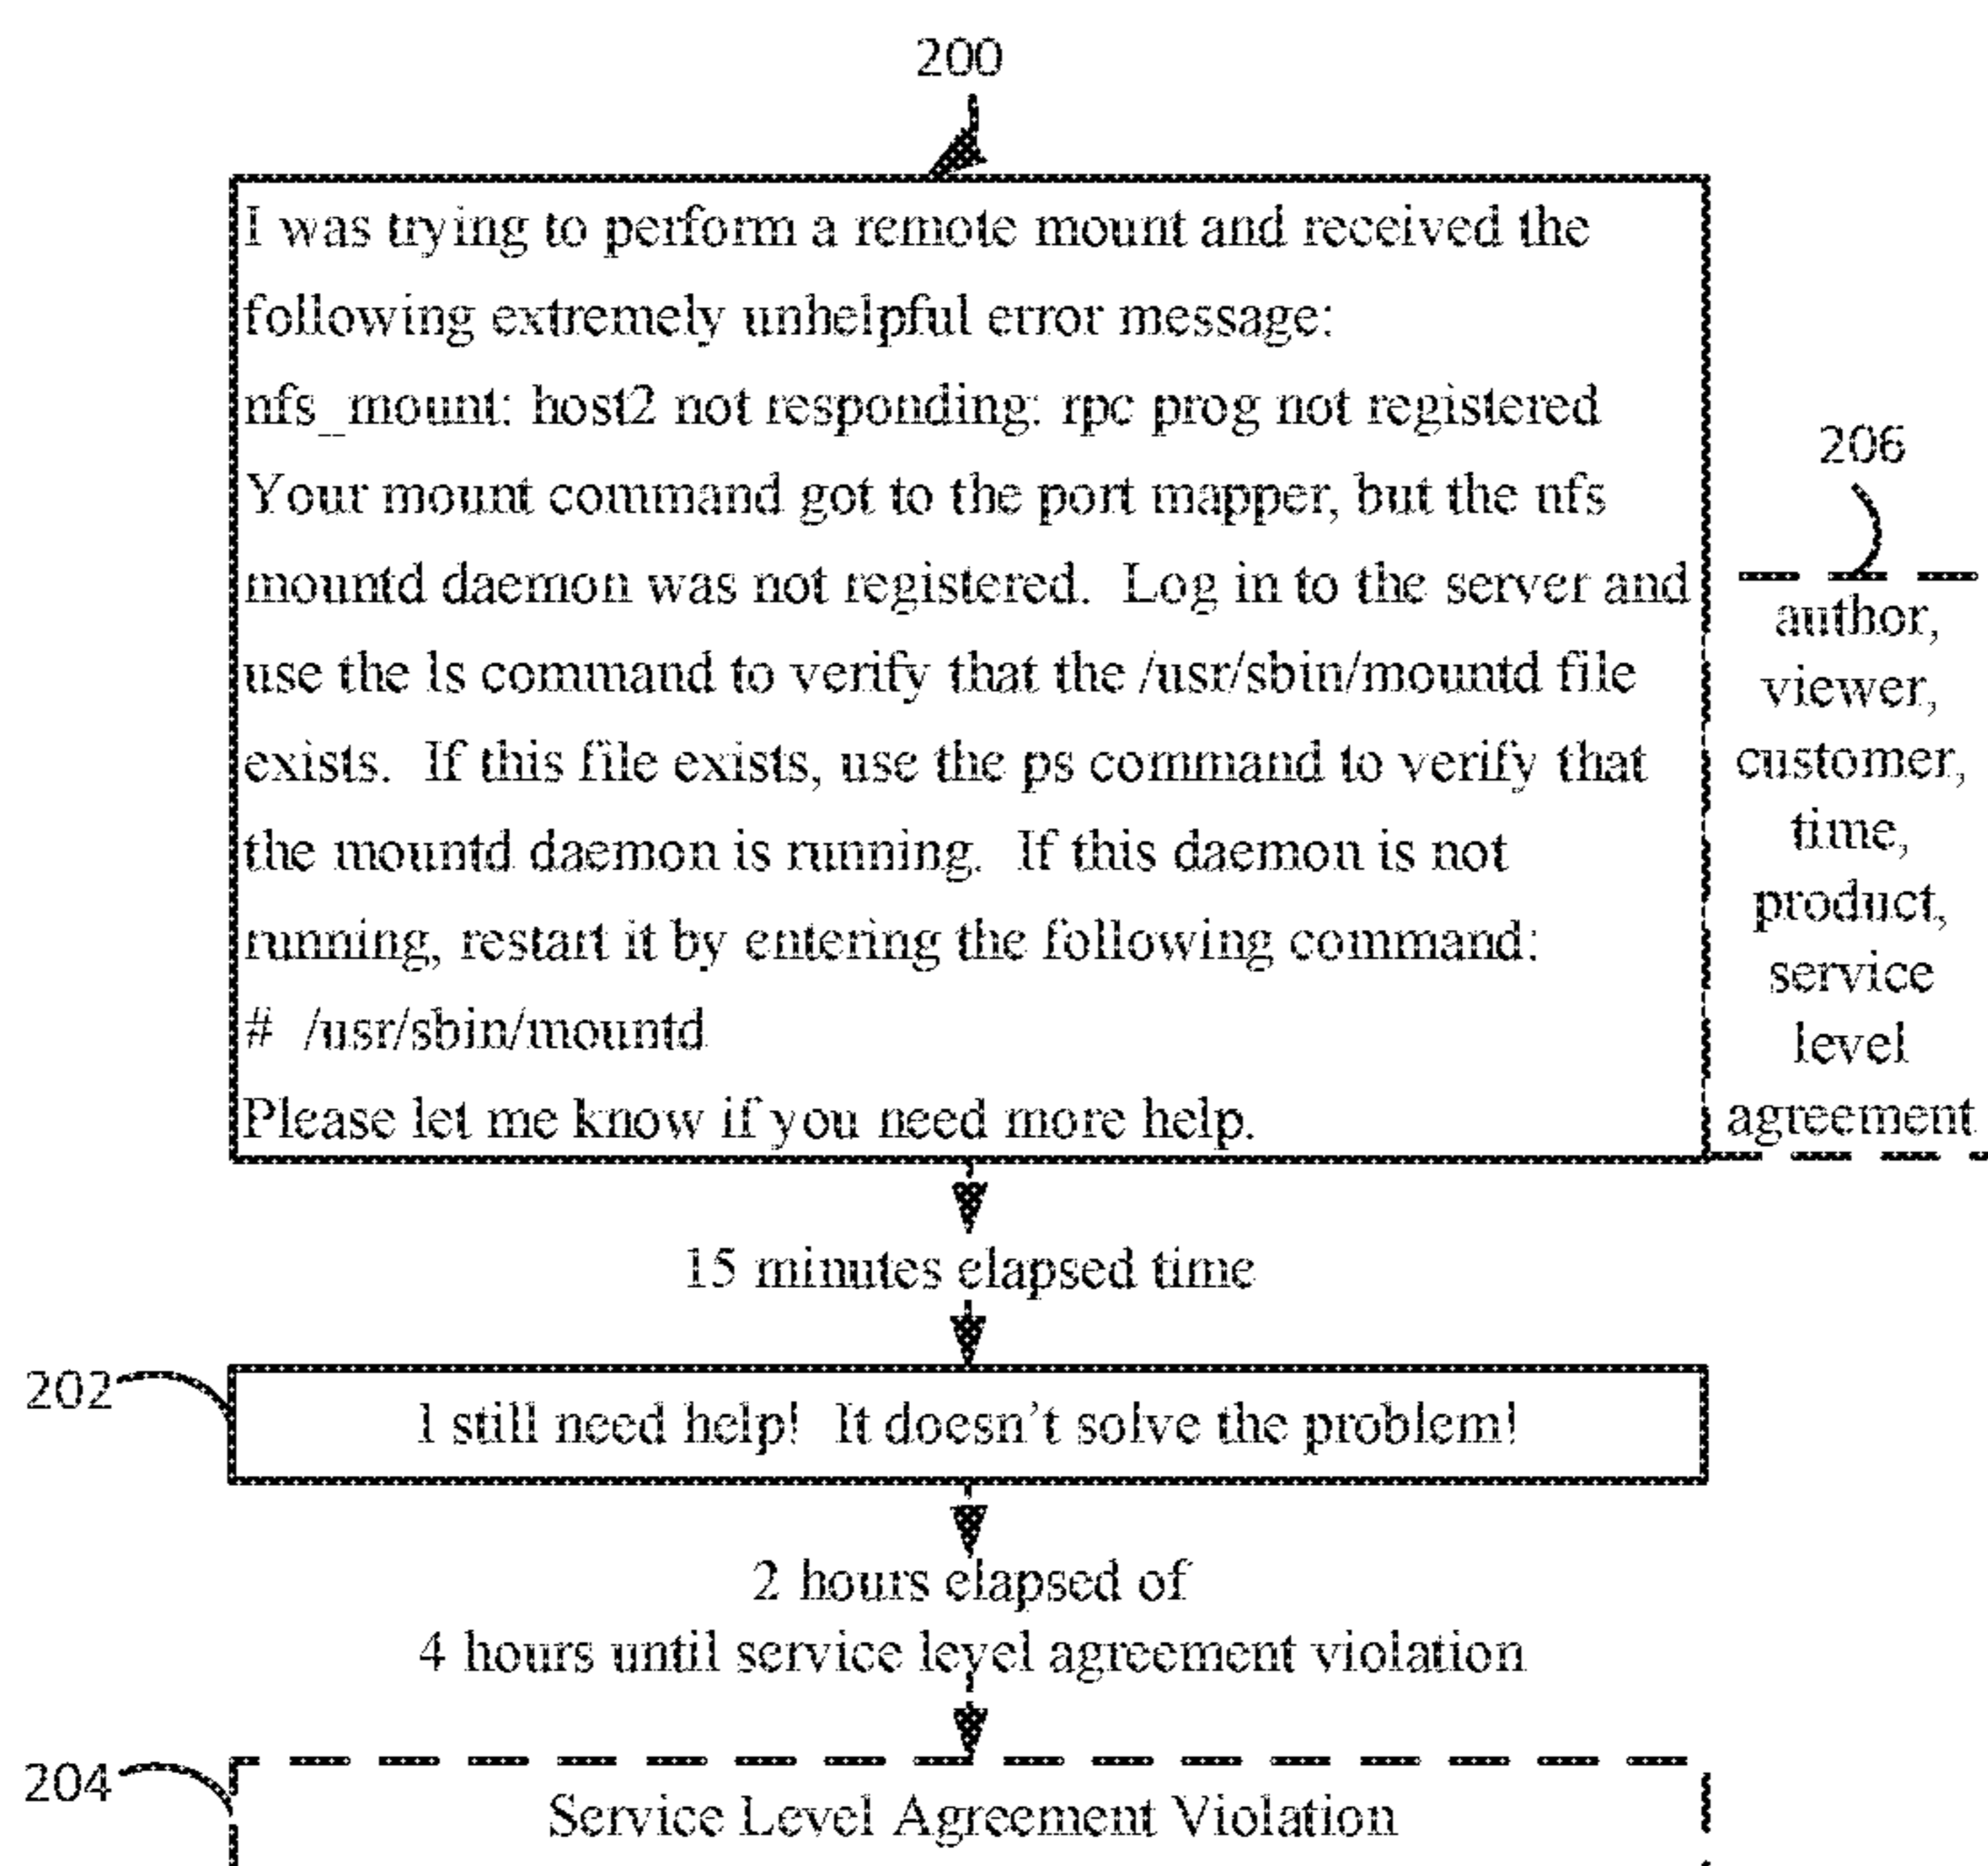 200
I was trying to perform a remote mount and received the
following extremely unhelpful error message:
nfs_mount: host2 not responding: rpc prog not registered
Your mount command got to the port mapper, but the nfs
mountd daemon was not registered. Log in to the server and
use the ls command to verify that the /usr/sbin/mountd file
exists. If this file exists, use the ps command to verify that
the mountd daemon is running. If this daemon is not
running, restart it by entering the following command:
# /usr/sbin/mountd
Please let me know if you need more help.
206
author,
viewer,
customer,
time,
product,
service
level
agreement
15 minutes elapsed time
202
I still need help! It doesn't solve the problem!
2 hours elapsed of
4 hours until service level agreement violation
204
Service Level Agreement Violation